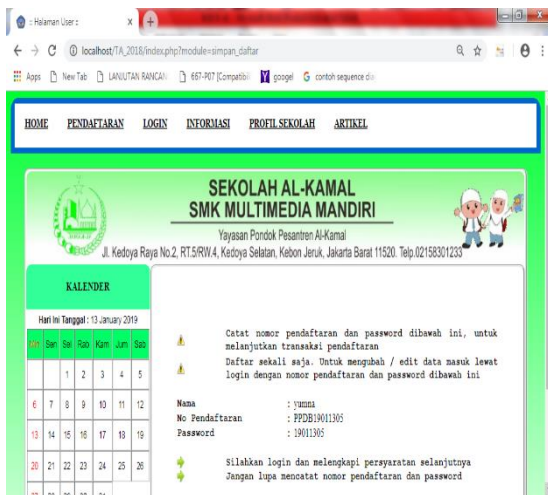 :: Halaman User ::
localhost/TA_2018/index.php?module=simpan_daftar
Apps New Tab LANJUTAN RANCAN 667-P07 [Compatibil googel contoh sequence dia
HOME PENDAFTARAN LOGIN INFORMASI PROFIL SEKOLAH ARTIKEL
SEKOLAH AL-KAMAL
SMK MULTIMEDIA MANDIRI
Yayasan Pondok Pesantren Al-Kamal
Jl. Kedoya Raya No.2, RT.5/RW.4, Kedoya Selatan, Kebon Jeruk, Jakarta Barat 11520. Telp.02158301233
KALENDER
Hari Ini Tanggal : 13 January 2019
Min Sen Sel Rab Kam Jum Sab
1 2 3 4 5
6 7 8 9 10 11 12
13 14 15 16 17 18 19
20 21 22 23 24 25 26
Catat nomor pendaftaran dan password dibawah ini, untuk
melanjutkan transaksi pendaftaran
Daftar sekali saja. Untuk mengubah / edit data masuk lewat
login dengan nomor pendaftaran dan password dibawah ini
Nama : yumna
No Pendaftaran : PPDB19011305
Password : 19011305
Silahkan login dan melengkapi persyaratan selanjutnya
Jangan lupa mencatat nomor pendaftaran dan password